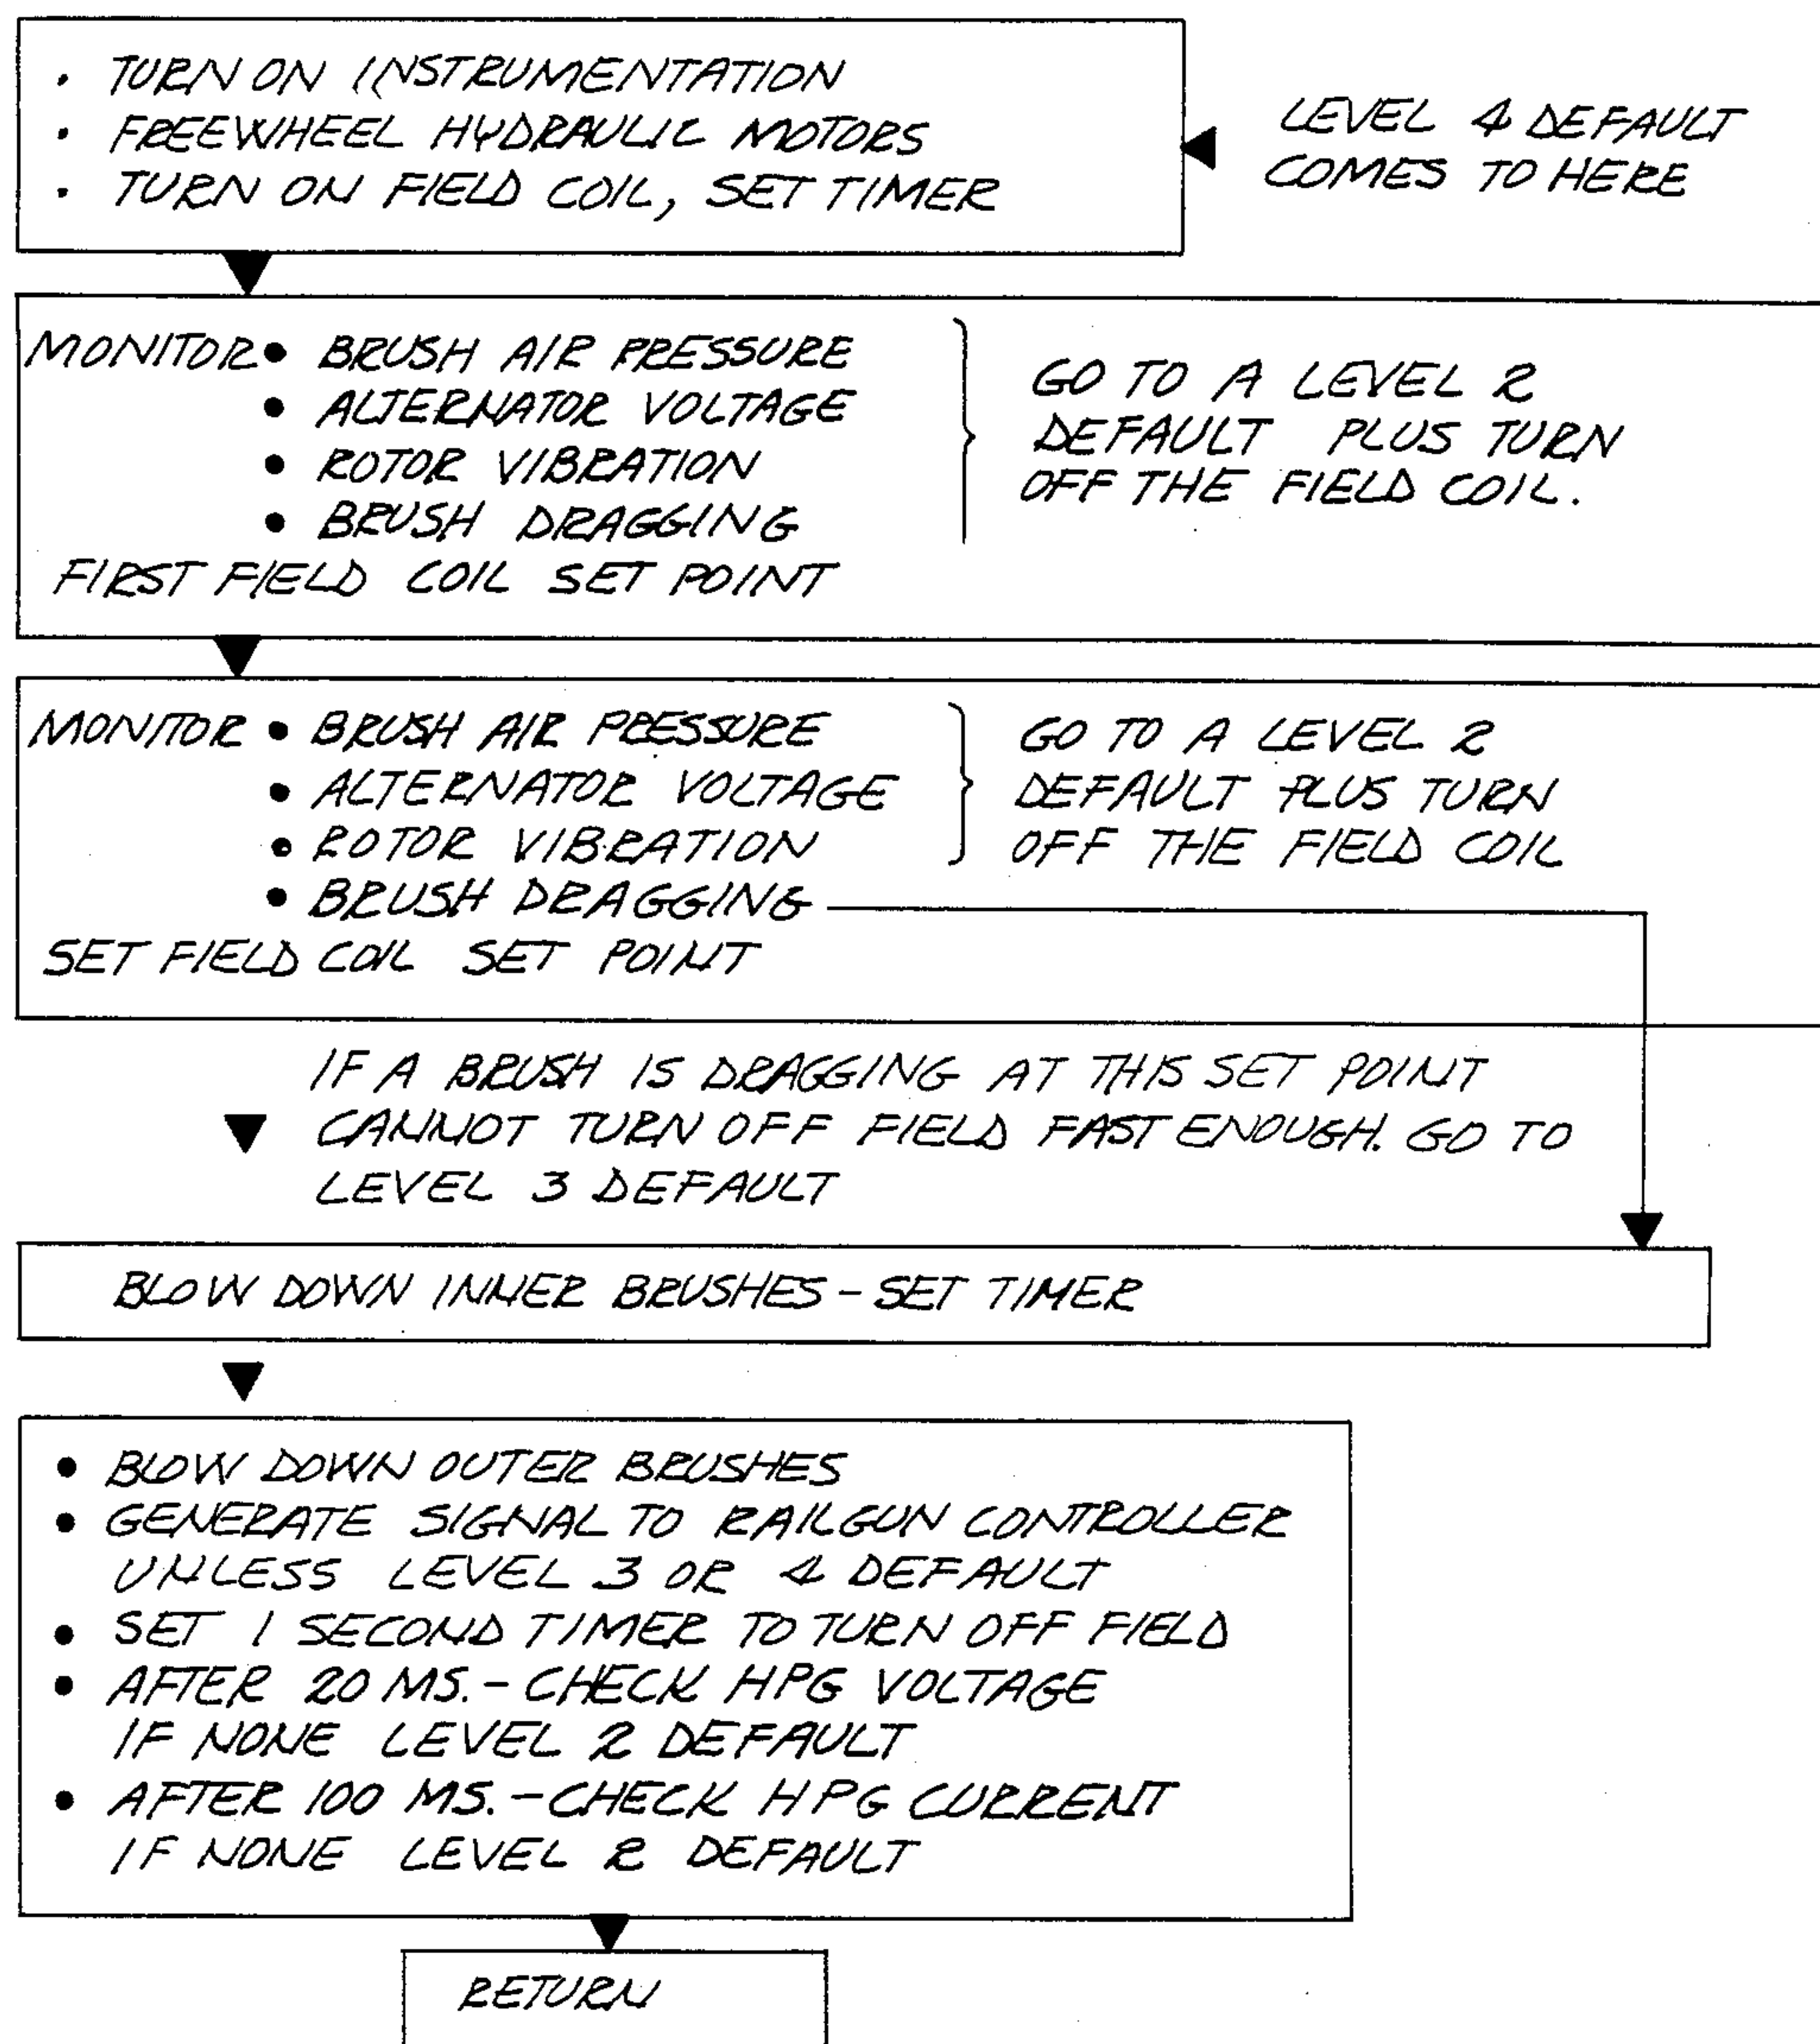 · TURN ON INSTRUMENTATION
· FREEWHEEL HYDRAULIC MOTORS
· TURN ON FIELD COIL, SET TIMER
LEVEL 4 DEFAULT
COMES TO HERE
MONITOR • BRUSH AIR PRESSURE
• ALTERNATOR VOLTAGE
• ROTOR VIBRATION
• BRUSH DRAGGING
FIRST FIELD COIL SET POINT
GO TO A LEVEL 2
DEFAULT PLUS TURN
OFF THE FIELD COIL.
MONITOR • BRUSH AIR PRESSURE
• ALTERNATOR VOLTAGE
• ROTOR VIBRATION
• BRUSH DRAGGING
SET FIELD COIL SET POINT
GO TO A LEVEL 2
DEFAULT PLUS TURN
OFF THE FIELD COIL
IF A BRUSH IS DRAGGING AT THIS SET POINT
CANNOT TURN OFF FIELD FAST ENOUGH. GO TO
LEVEL 3 DEFAULT
BLOW DOWN INNER BRUSHES - SET TIMER
• BLOW DOWN OUTER BRUSHES
• GENERATE SIGNAL TO RAILGUN CONTROLLER
UNLESS LEVEL 3 OR 4 DEFAULT
• SET 1 SECOND TIMER TO TURN OFF FIELD
• AFTER 20 MS. - CHECK HPG VOLTAGE
IF NONE LEVEL 2 DEFAULT
• AFTER 100 MS. - CHECK HPG CURRENT
IF NONE LEVEL 2 DEFAULT
RETURN